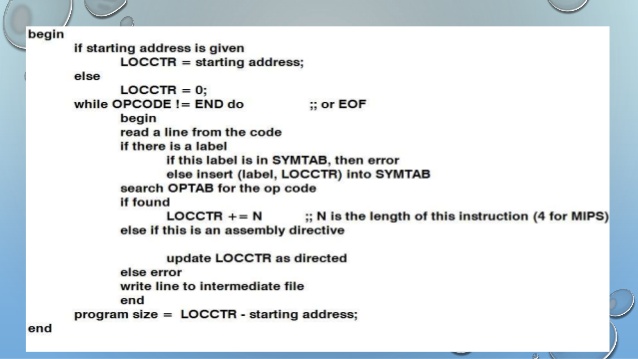 begin
if starting address is given
LOCCTR = starting address;
else
LOCCTR = 0;
while OPCODE != END do ;; or EOF
begin
read a line from the code
if there is a label
if this label is in SYMTAB, then error
else insert (label, LOCCTR) into SYMTAB
search OPTAB for the op code
if found
LOCCTR += N ;; N is the length of this instruction (4 for MIPS)
else if this is an assembly directive
update LOCCTR as directed
else error
write line to intermediate file
end
program size = LOCCTR - starting address;
end